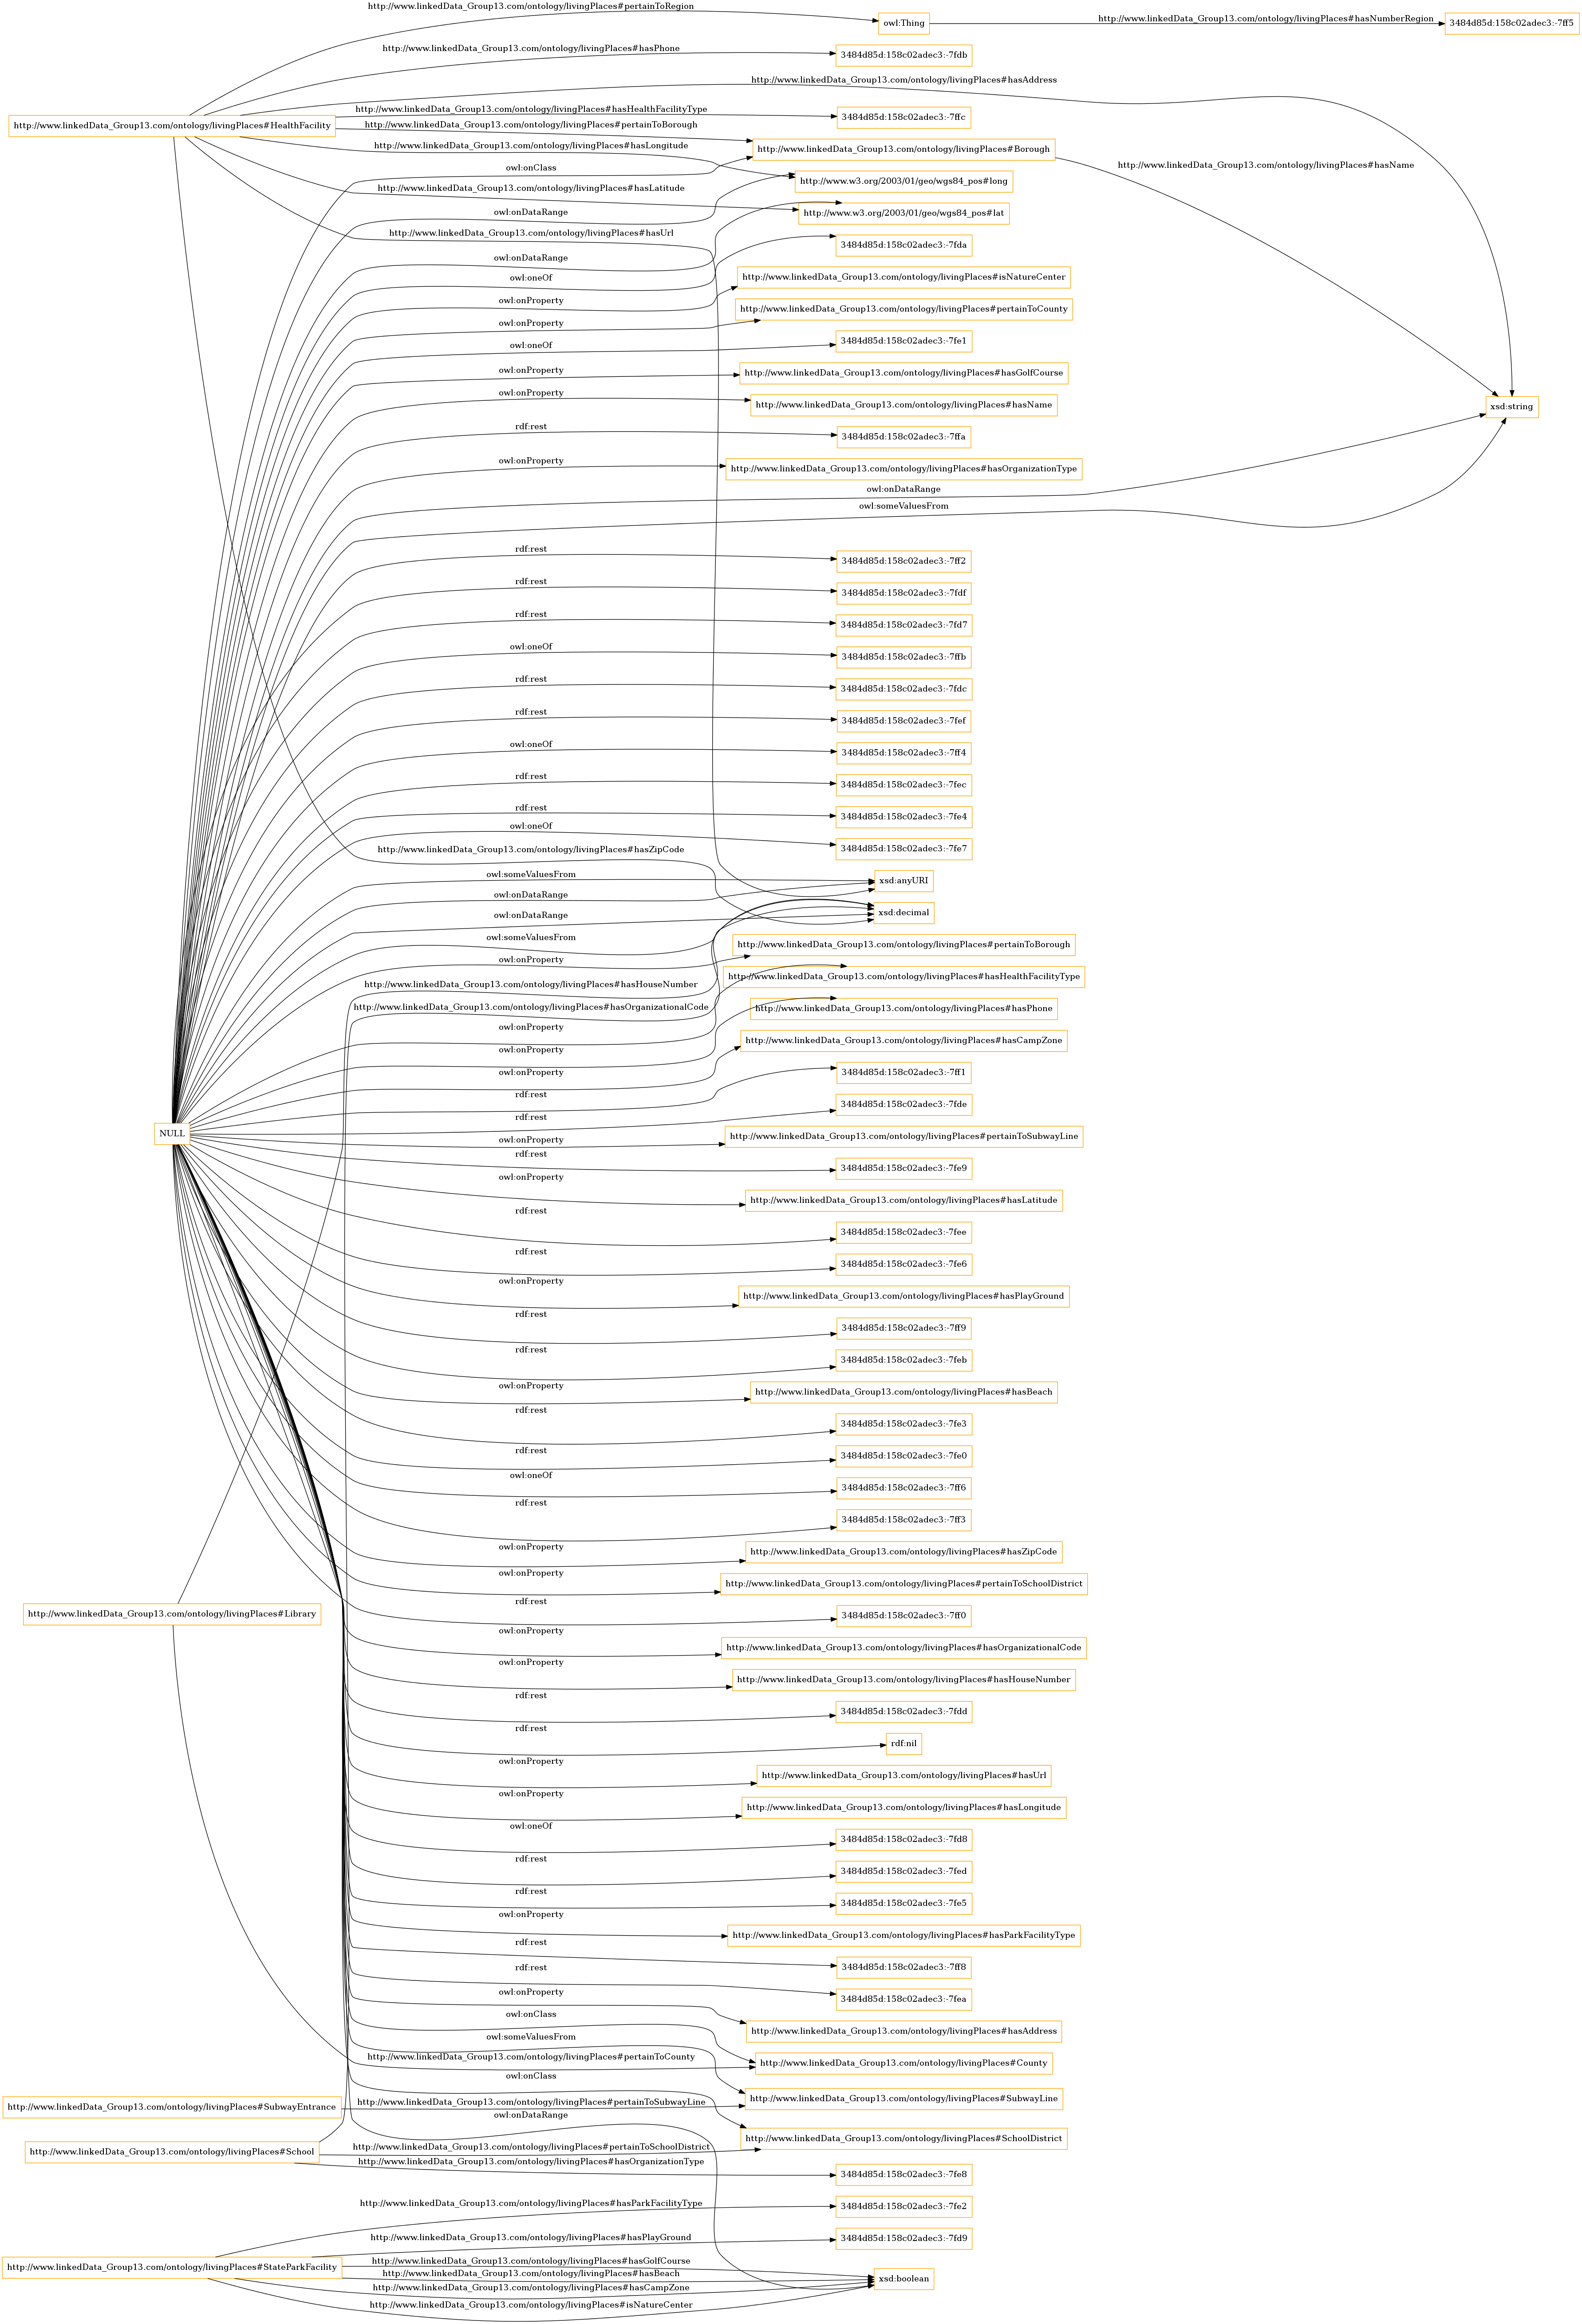 http://www.linkedData_Group13.com/ontology/livingPlaces#pertainToRegion
owl:Thing
http://www.linkedData_Group13.com/ontology/livingPlaces#hasNumberRegion
3484d85d:158c02adec3:-7ff5
http://www.linkedData_Group13.com/ontology/livingPlaces#hasPhone
3484d85d:158c02adec3:-7fdb
http://www.linkedData_Group13.com/ontology/livingPlaces#hasAddress
http://www.linkedData_Group13.com/ontology/livingPlaces#HealthFacility
http://www.linkedData_Group13.com/ontology/livingPlaces#hasHealthFacilityType
3484d85d:158c02adec3:-7ffc
http://www.linkedData_Group13.com/ontology/livingPlaces#pertainToBorough
http://www.linkedData_Group13.com/ontology/livingPlaces#hasLongitude
http://www.linkedData_Group13.com/ontology/livingPlaces#Borough
http://www.linkedData_Group13.com/ontology/livingPlaces#hasName
owl:onClass
http://www.w3.org/2003/01/geo/wgs84_pos#long
http://www.linkedData_Group13.com/ontology/livingPlaces#hasLatitude
owl:onDataRange
http://www.w3.org/2003/01/geo/wgs84_pos#lat
http://www.linkedData_Group13.com/ontology/livingPlaces#hasUrl
3484d85d:158c02adec3:-7fda
owl:onDataRange
owl:oneOf
http://www.linkedData_Group13.com/ontology/livingPlaces#isNatureCenter
owl:onProperty
http://www.linkedData_Group13.com/ontology/livingPlaces#pertainToCounty
owl:onProperty
owl:oneOf
3484d85d:158c02adec3:-7fe1
owl:onProperty
http://www.linkedData_Group13.com/ontology/livingPlaces#hasGolfCourse
owl:onProperty
http://www.linkedData_Group13.com/ontology/livingPlaces#hasName
xsd:string
rdf:rest
3484d85d:158c02adec3:-7ffa
owl:onProperty
http://www.linkedData_Group13.com/ontology/livingPlaces#hasOrganizationType
owl:onDataRange
owl:someValuesFrom
rdf:rest
3484d85d:158c02adec3:-7ff2
rdf:rest
3484d85d:158c02adec3:-7fdf
rdf:rest
3484d85d:158c02adec3:-7fd7
owl:oneOf
3484d85d:158c02adec3:-7ffb
rdf:rest
3484d85d:158c02adec3:-7fdc
rdf:rest
3484d85d:158c02adec3:-7fef
owl:oneOf
3484d85d:158c02adec3:-7ff4
rdf:rest
3484d85d:158c02adec3:-7fec
rdf:rest
3484d85d:158c02adec3:-7fe4
owl:oneOf
3484d85d:158c02adec3:-7fe7
http://www.linkedData_Group13.com/ontology/livingPlaces#hasZipCode
owl:someValuesFrom
xsd:anyURI
owl:onDataRange
owl:onDataRange
xsd:decimal
owl:someValuesFrom
http://www.linkedData_Group13.com/ontology/livingPlaces#pertainToBorough
owl:onProperty
http://www.linkedData_Group13.com/ontology/livingPlaces#hasHealthFacilityType
http://www.linkedData_Group13.com/ontology/livingPlaces#hasHouseNumber
http://www.linkedData_Group13.com/ontology/livingPlaces#hasOrganizationalCode
http://www.linkedData_Group13.com/ontology/livingPlaces#hasPhone
owl:onProperty
http://www.linkedData_Group13.com/ontology/livingPlaces#hasCampZone
owl:onProperty
owl:onProperty
3484d85d:158c02adec3:-7ff1
rdf:rest
3484d85d:158c02adec3:-7fde
rdf:rest
NULL
http://www.linkedData_Group13.com/ontology/livingPlaces#pertainToSubwayLine
owl:onProperty
rdf:rest
3484d85d:158c02adec3:-7fe9
owl:onProperty
http://www.linkedData_Group13.com/ontology/livingPlaces#hasLatitude
rdf:rest
3484d85d:158c02adec3:-7fee
rdf:rest
3484d85d:158c02adec3:-7fe6
owl:onProperty
http://www.linkedData_Group13.com/ontology/livingPlaces#hasPlayGround
rdf:rest
3484d85d:158c02adec3:-7ff9
rdf:rest
3484d85d:158c02adec3:-7feb
owl:onProperty
http://www.linkedData_Group13.com/ontology/livingPlaces#hasBeach
rdf:rest
3484d85d:158c02adec3:-7fe3
rdf:rest
3484d85d:158c02adec3:-7fe0
owl:oneOf
3484d85d:158c02adec3:-7ff6
rdf:rest
3484d85d:158c02adec3:-7ff3
owl:onProperty
http://www.linkedData_Group13.com/ontology/livingPlaces#hasZipCode
owl:onProperty
http://www.linkedData_Group13.com/ontology/livingPlaces#pertainToSchoolDistrict
rdf:rest
http://www.linkedData_Group13.com/ontology/livingPlaces#Library
3484d85d:158c02adec3:-7ff0
owl:onProperty
http://www.linkedData_Group13.com/ontology/livingPlaces#hasOrganizationalCode
owl:onProperty
http://www.linkedData_Group13.com/ontology/livingPlaces#hasHouseNumber
rdf:rest
3484d85d:158c02adec3:-7fdd
rdf:rest
rdf:nil
owl:onProperty
http://www.linkedData_Group13.com/ontology/livingPlaces#hasUrl
owl:onProperty
http://www.linkedData_Group13.com/ontology/livingPlaces#hasLongitude
owl:oneOf
3484d85d:158c02adec3:-7fd8
rdf:rest
3484d85d:158c02adec3:-7fed
rdf:rest
3484d85d:158c02adec3:-7fe5
owl:onProperty
http://www.linkedData_Group13.com/ontology/livingPlaces#hasParkFacilityType
rdf:rest
3484d85d:158c02adec3:-7ff8
rdf:rest
3484d85d:158c02adec3:-7fea
owl:onProperty
http://www.linkedData_Group13.com/ontology/livingPlaces#hasAddress
owl:onClass
owl:someValuesFrom
http://www.linkedData_Group13.com/ontology/livingPlaces#pertainToCounty
http://www.linkedData_Group13.com/ontology/livingPlaces#County
owl:onClass
http://www.linkedData_Group13.com/ontology/livingPlaces#SubwayLine
http://www.linkedData_Group13.com/ontology/livingPlaces#SubwayEntrance
http://www.linkedData_Group13.com/ontology/livingPlaces#pertainToSubwayLine
owl:onDataRange
http://www.linkedData_Group13.com/ontology/livingPlaces#SchoolDistrict
http://www.linkedData_Group13.com/ontology/livingPlaces#School
http://www.linkedData_Group13.com/ontology/livingPlaces#pertainToSchoolDistrict
http://www.linkedData_Group13.com/ontology/livingPlaces#hasOrganizationType
3484d85d:158c02adec3:-7fe8
http://www.linkedData_Group13.com/ontology/livingPlaces#hasParkFacilityType
3484d85d:158c02adec3:-7fe2
http://www.linkedData_Group13.com/ontology/livingPlaces#hasPlayGround
3484d85d:158c02adec3:-7fd9
http://www.linkedData_Group13.com/ontology/livingPlaces#StateParkFacility
http://www.linkedData_Group13.com/ontology/livingPlaces#hasGolfCourse
http://www.linkedData_Group13.com/ontology/livingPlaces#hasBeach
xsd:boolean
http://www.linkedData_Group13.com/ontology/livingPlaces#hasCampZone
http://www.linkedData_Group13.com/ontology/livingPlaces#isNatureCenter